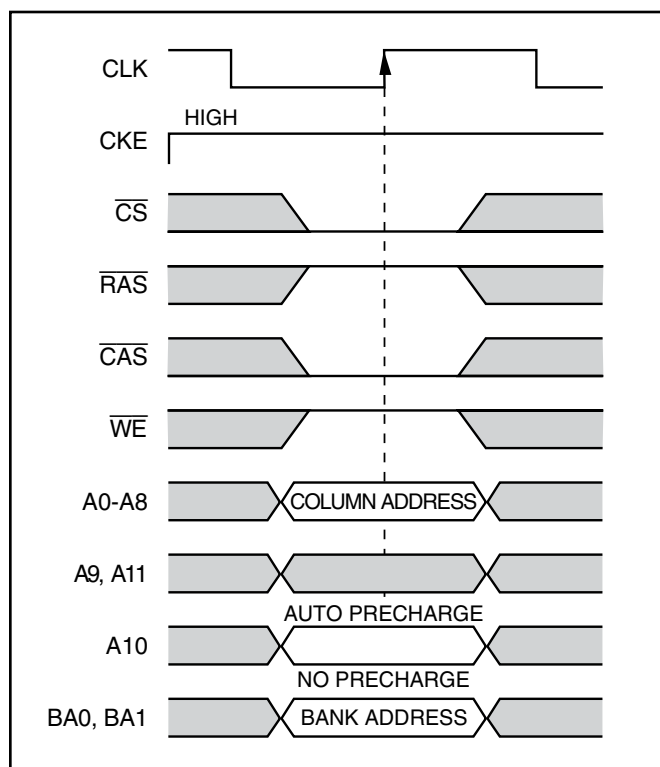 CLK
HIGH
CKE
CS
RAS
CAS
WE
A0-A8
COLUMN ADDRESS
A9, A11
AUTO PRECHARGE
A10
NO PRECHARGE
BA0, BA1
BANK ADDRESS